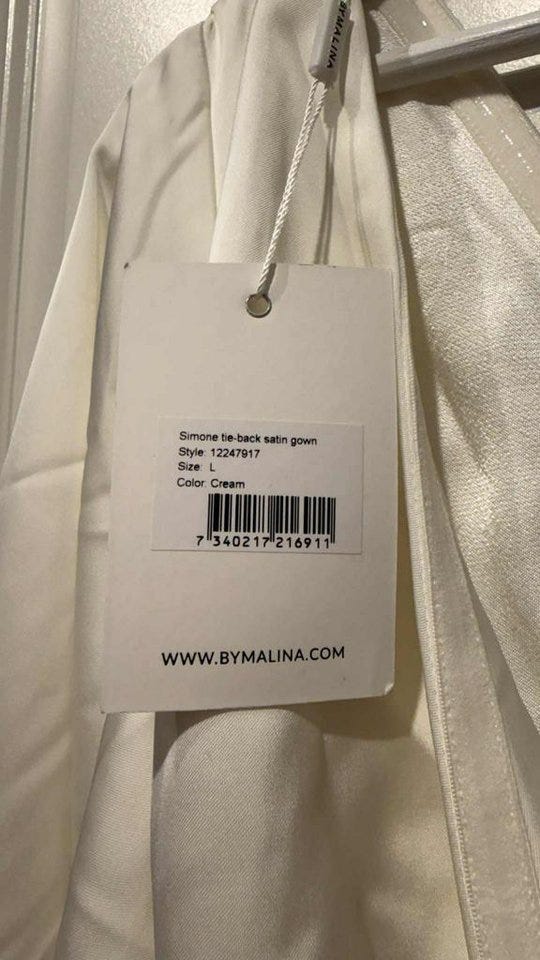 BYMALINA
Simone tie-back satin gown
Style: 12247917
Size: L
Color: Cream
7 340217 216911
WWW.BYMALINA.COM